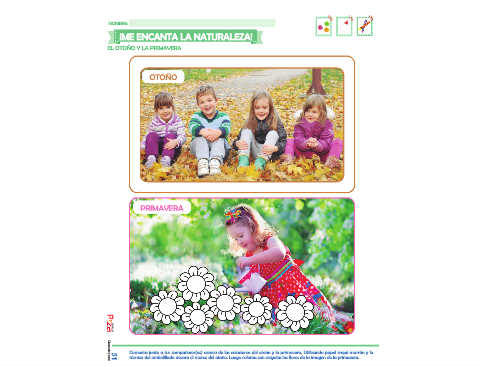 NOMBRE:
¡ME ENCANTA LA NATURALEZA!
EL OTOÑO Y LA PRIMAVERA
OTOÑO
PRIMAVERA
51
Comenta junto a tus compañeros(as) acerca de las estaciones del otoño y la primavera. Utilizando papel crepé marrón y la
técnica del embolillado decora el marco del otoño. Luego colorea con crayolas las flores de la imagen de la primavera.